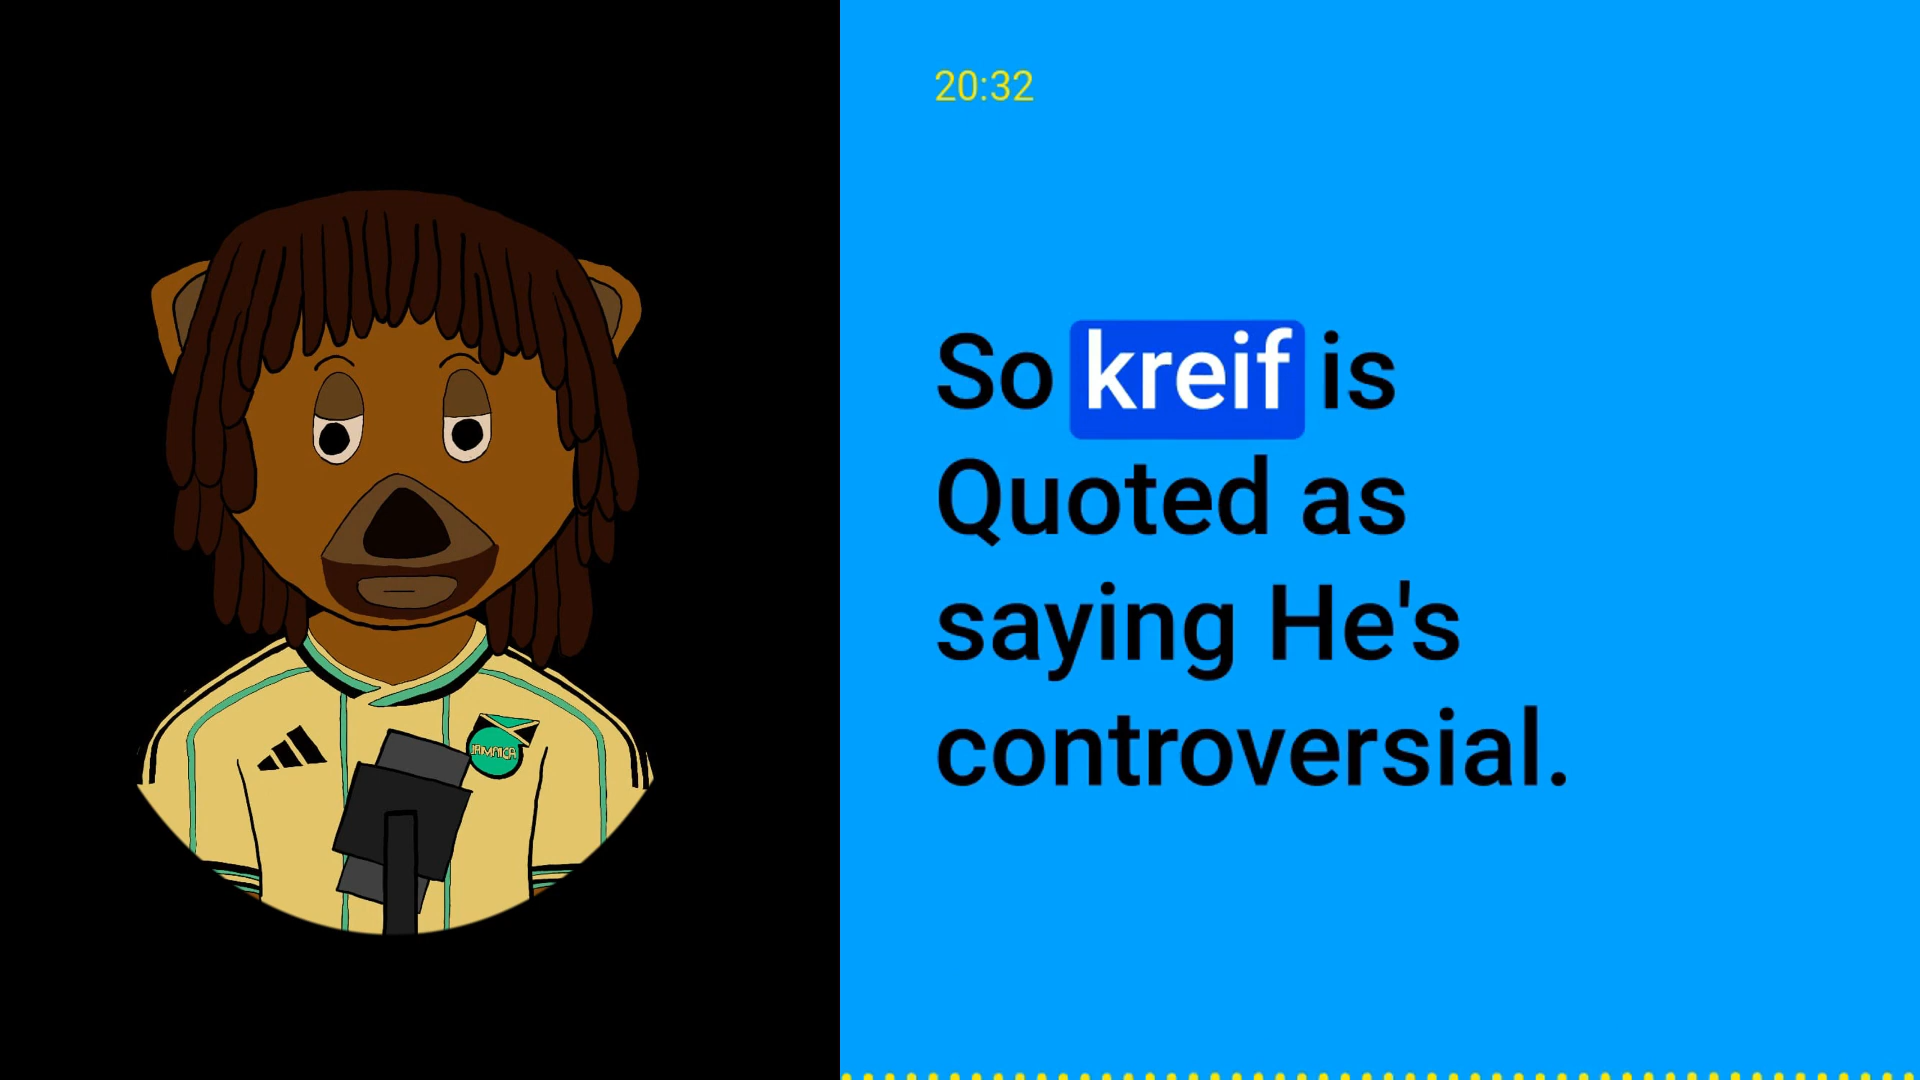 20:32
So kreif is
Quoted as
saying He's
controversial.
JAMAICA